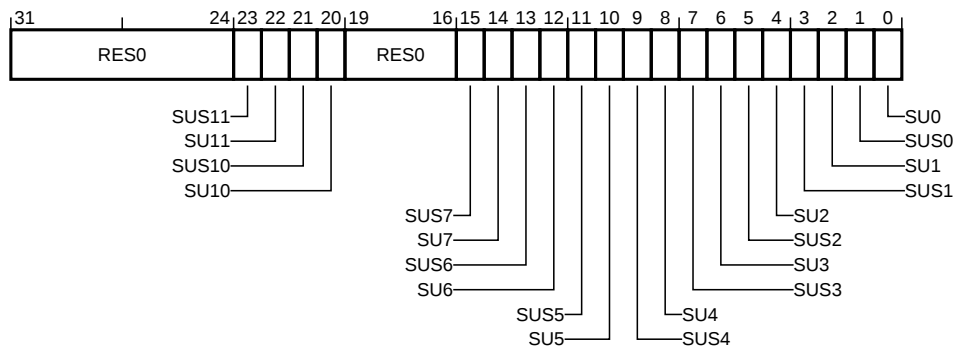 31 24 23 22 21 20 19 16 15 14 13 12 11 10 9 8 7 6 5 4 3 2 1 0
RES0 RES0
SUS11 SU0
SU11 SUS0
SUS10 SU1
SU10 SUS1
SUS7 SU2
SU7 SUS2
SUS6 SU3
SU6 SUS3
SUS5 SU4
SU5 SUS4